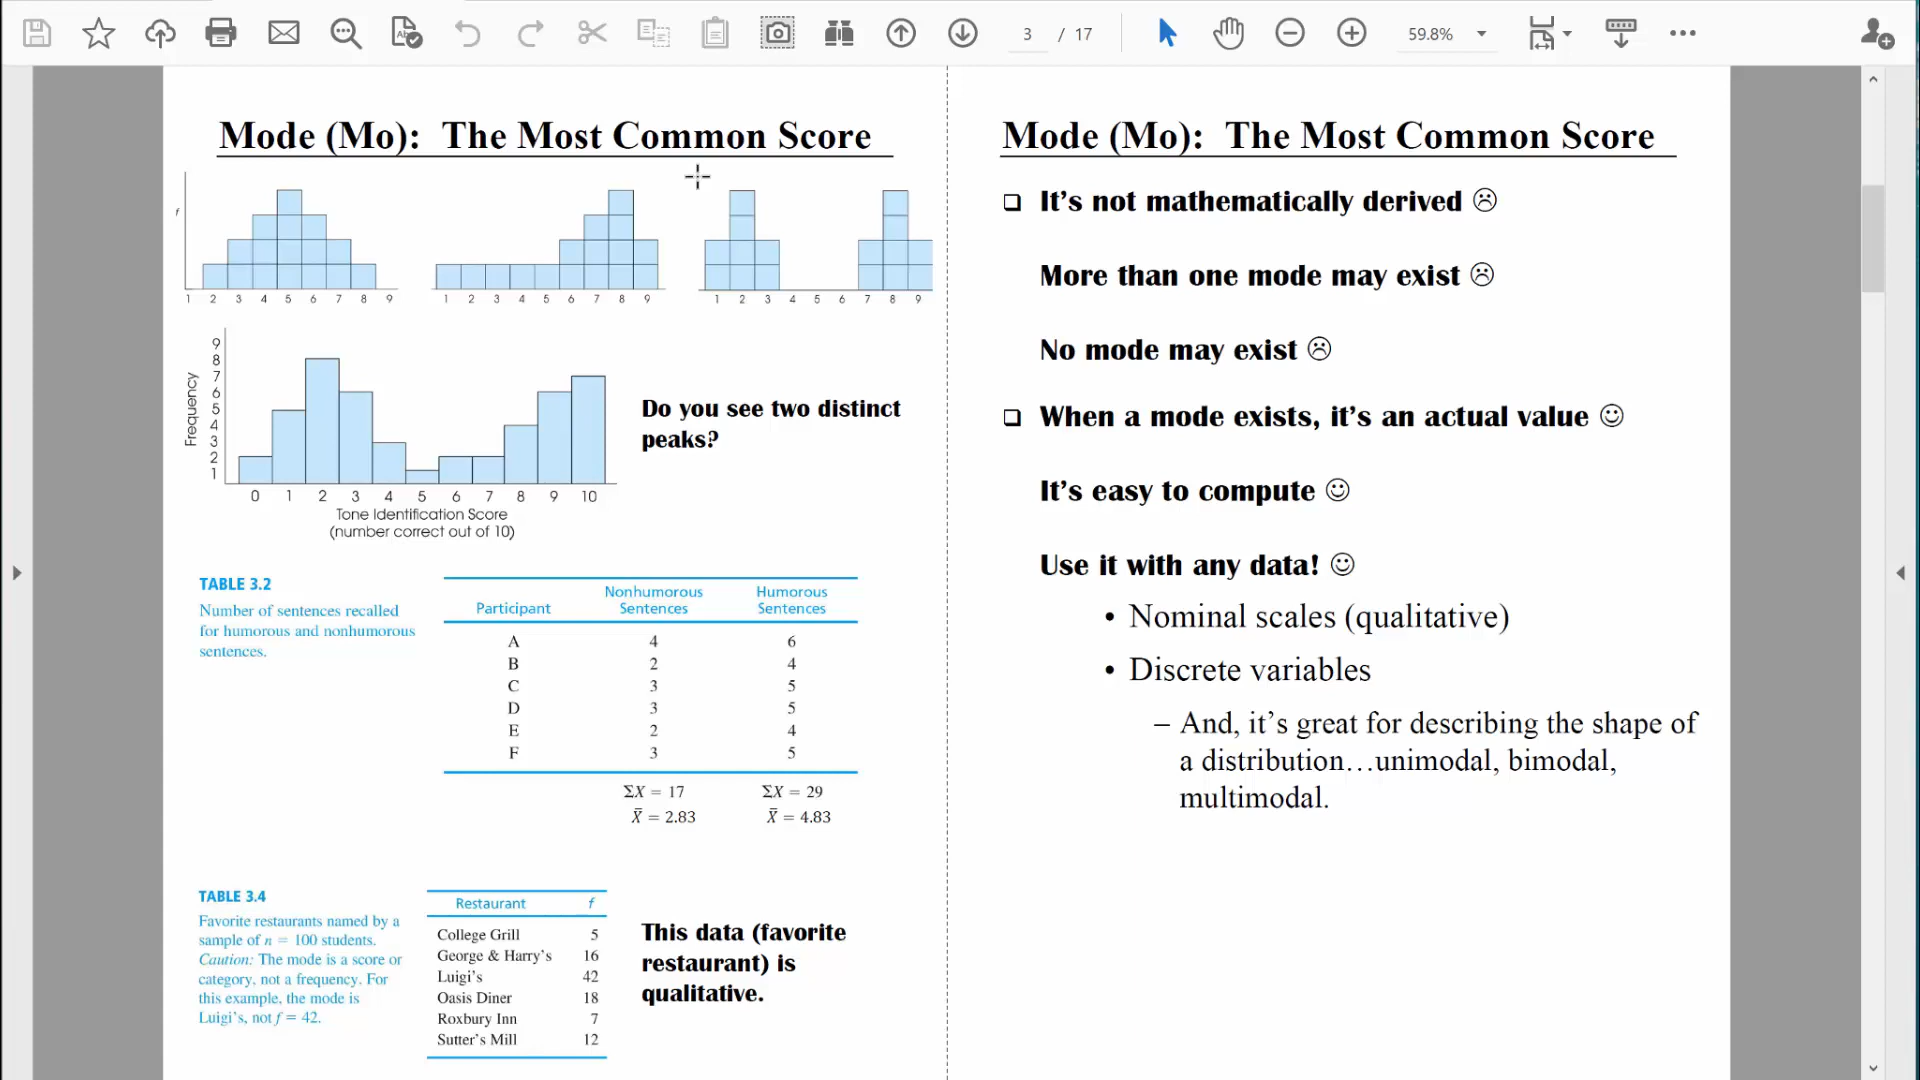 3 / 17
59.8%
Mode (Mo): The Most Common Score
f
1 2 3 4 5 6 7 8 9
1 2 3 4 5 6 7 8 9
1 2 3 4 5 6 7 8 9
Frequency
9
8
7
6
5
4
3
2
1
0 1 2 3 4 5 6 7 8 9 10
Tone Identification Score
(number correct out of 10)
Do you see two distinct
peaks?
TABLE 3.2
Number of sentences recalled
for humorous and nonhumorous
sentences.
Nonhumorous Humorous
Participant Sentences Sentences
A 4 6
B 2 4
C 3 5
D 3 5
E 2 4
F 3 5
ΣX = 17 ΣX = 29
X̄ = 2.83 X̄ = 4.83
TABLE 3.4
Favorite restaurants named by a
sample of n = 100 students.
Caution: The mode is a score or
category, not a frequency. For
this example, the mode is
Luigi's, not f = 42.
Restaurant f
College Grill 5
George & Harry's 16
Luigi's 42
Oasis Diner 18
Roxbury Inn 7
Sutter's Mill 12
This data (favorite
restaurant) is
qualitative.
Mode (Mo): The Most Common Score
❑ It's not mathematically derived ☹
More than one mode may exist ☹
No mode may exist ☹
❑ When a mode exists, it's an actual value ☺
It's easy to compute ☺
Use it with any data! ☺
• Nominal scales (qualitative)
• Discrete variables
– And, it's great for describing the shape of
a distribution…unimodal, bimodal,
multimodal.